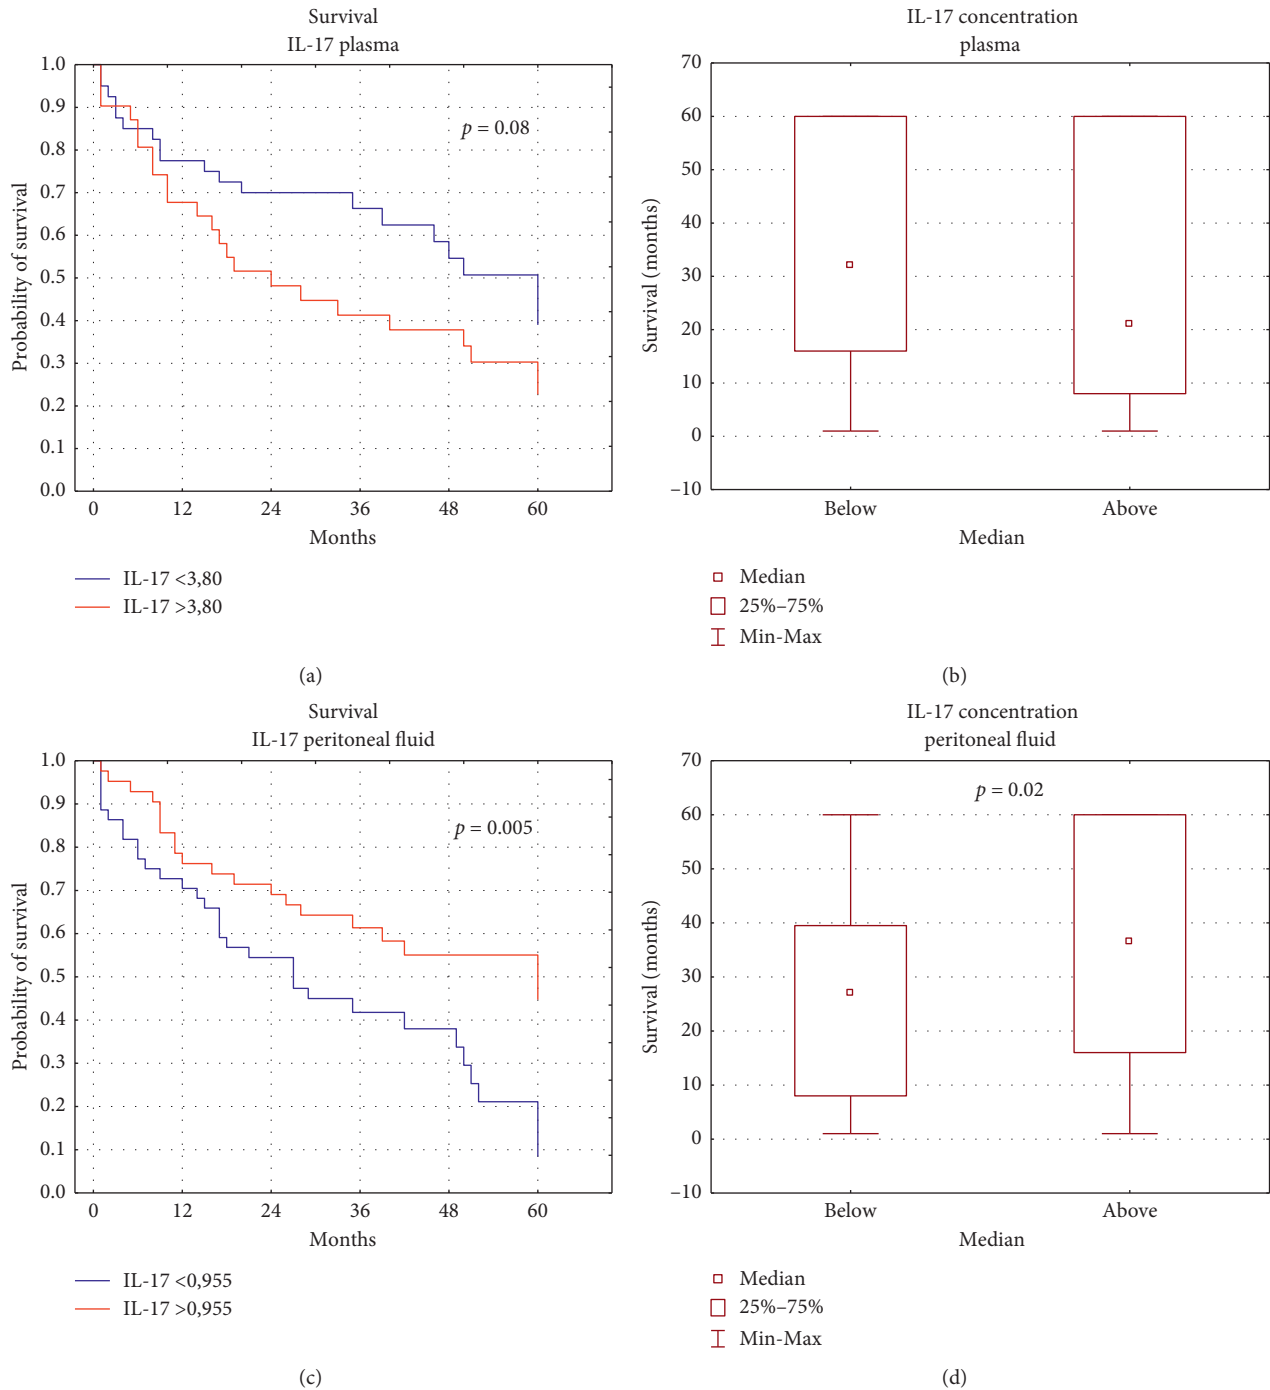 Survival
IL-17 plasma
1.0
0.9
0.8
0.7
0.6
0.5
0.4
0.3
0.2
0.1
0.0
Probability of survival
p = 0.08
0 12 24 36 48 60
Months
IL-17 <3,80
IL-17 >3,80
(a)
IL-17 concentration
plasma
70
60
50
40
30
20
10
0
–10
Survival (months)
Below Above
Median
Median
25%–75%
Min-Max
(b)
Survival
IL-17 peritoneal fluid
1.0
0.9
0.8
0.7
0.6
0.5
0.4
0.3
0.2
0.1
0.0
Probability of survival
p = 0.005
0 12 24 36 48 60
Months
IL-17 <0,955
IL-17 >0,955
(c)
IL-17 concentration
peritoneal fluid
70
60
50
40
30
20
10
0
–10
Survival (months)
p = 0.02
Below Above
Median
Median
25%–75%
Min-Max
(d)